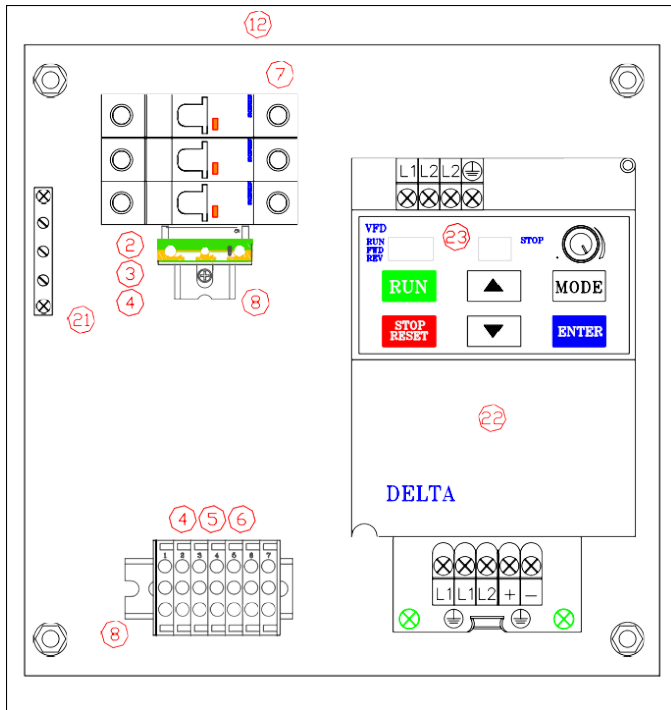 12
7
L1 L2 L2
VFD
23
STOP
RUN
FWD
REV
2
3
4
8
21
RUN
MODE
STOP
RESET
ENTER
22
DELTA
4 5 6
1 2 3 4 5 6 7
L1 L1 L2 + -
8